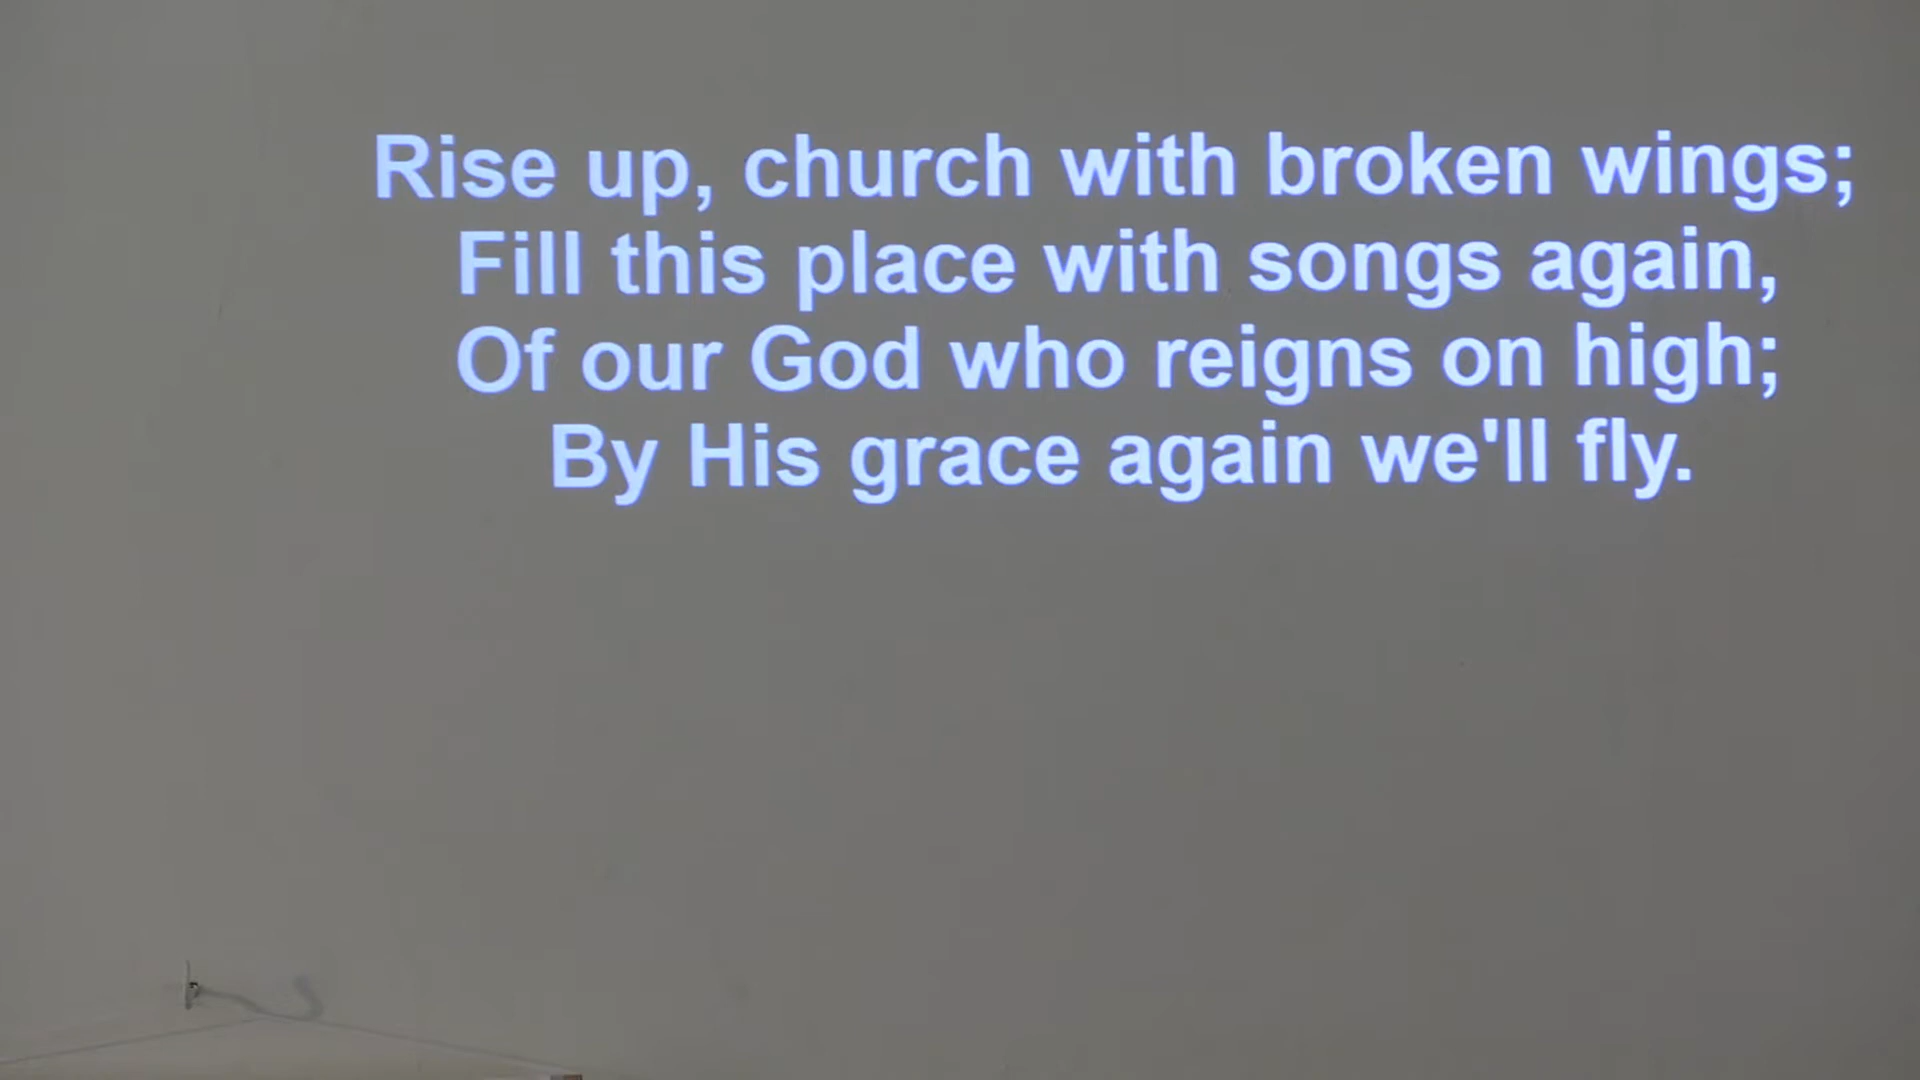 Rise up, church with broken wings;
Fill this place with songs again,
Of our God who reigns on high;
By His grace again we'll fly.